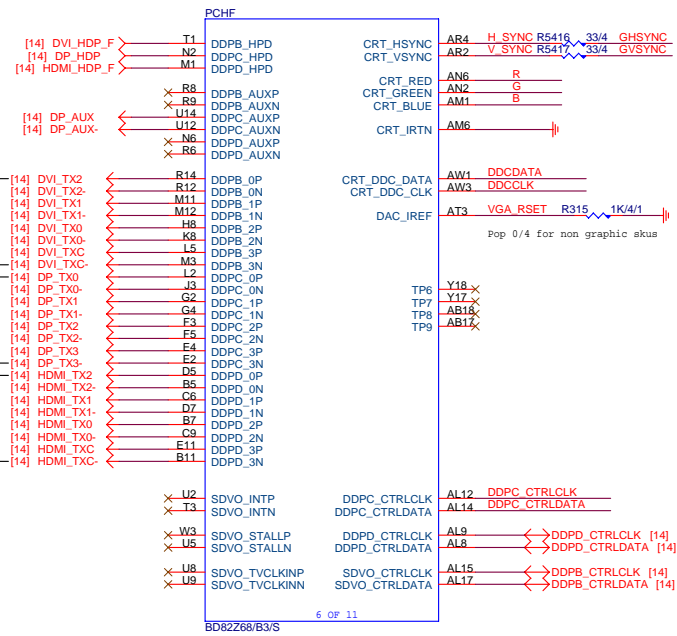 PCHF
[14] DVI_HDP_F T1 DDPB_HPD CRT_HSYNC AR4 H_SYNC R5416 33/4 GHSYNC
[14] DP_HDP N2 DDPC_HPD CRT_VSYNC AR2 V_SYNC R5417 33/4 GVSYNC
[14] HDMI_HDP_F M1 DDPD_HPD
CRT_RED AN6 R
R8 DDPB_AUXP CRT_GREEN AN2 G
R9 DDPB_AUXN CRT_BLUE AM1 B
[14] DP_AUX U14 DDPC_AUXP
[14] DP_AUX- U12 DDPC_AUXN CRT_IRTN AM6
N6 DDPD_AUXP
R6 DDPD_AUXN
[14] DVI_TX2 R14 DDPB_0P CRT_DDC_DATA AW1 DDCDATA
[14] DVI_TX2- R12 DDPB_0N CRT_DDC_CLK AW3 DDCCLK
[14] DVI_TX1 M11 DDPB_1P
[14] DVI_TX1- M12 DDPB_1N DAC_IREF AT3 VGA_RSET R315 1K/4/1
[14] DVI_TX0 H8 DDPB_2P
Pop 0/4 for non graphic skus
[14] DVI_TX0- K8 DDPB_2N
[14] DVI_TXC L5 DDPB_3P
[14] DVI_TXC- M3 DDPB_3N
[14] DP_TX0 L2 DDPC_0P
[14] DP_TX0- J3 DDPC_0N TP6 Y18
[14] DP_TX1 G2 DDPC_1P TP7 Y17
[14] DP_TX1- G4 DDPC_1N TP8 AB18
[14] DP_TX2 F3 DDPC_2P TP9 AB17
[14] DP_TX2- F5 DDPC_2N
[14] DP_TX3 E4 DDPC_3P
[14] DP_TX3- E2 DDPC_3N
[14] HDMI_TX2 D5 DDPD_0P
[14] HDMI_TX2- B5 DDPD_0N
[14] HDMI_TX1 C6 DDPD_1P
[14] HDMI_TX1- D7 DDPD_1N
[14] HDMI_TX0 B7 DDPD_2P
[14] HDMI_TX0- C9 DDPD_2N
[14] HDMI_TXC E11 DDPD_3P
[14] HDMI_TXC- B11 DDPD_3N
U2 SDVO_INTP DDPC_CTRLCLK AL12 DDPC_CTRLCLK
T3 SDVO_INTN DDPC_CTRLDATA AL14 DDPC_CTRLDATA
W3 SDVO_STALLP DDPD_CTRLCLK AL9 DDPD_CTRLCLK [14]
U5 SDVO_STALLN DDPD_CTRLDATA AL8 DDPD_CTRLDATA [14]
U8 SDVO_TVCLKINP SDVO_CTRLCLK AL15 DDPB_CTRLCLK [14]
U9 SDVO_TVCLKINN SDVO_CTRLDATA AL17 DDPB_CTRLDATA [14]
6 OF 11
BD82Z68/B3/S